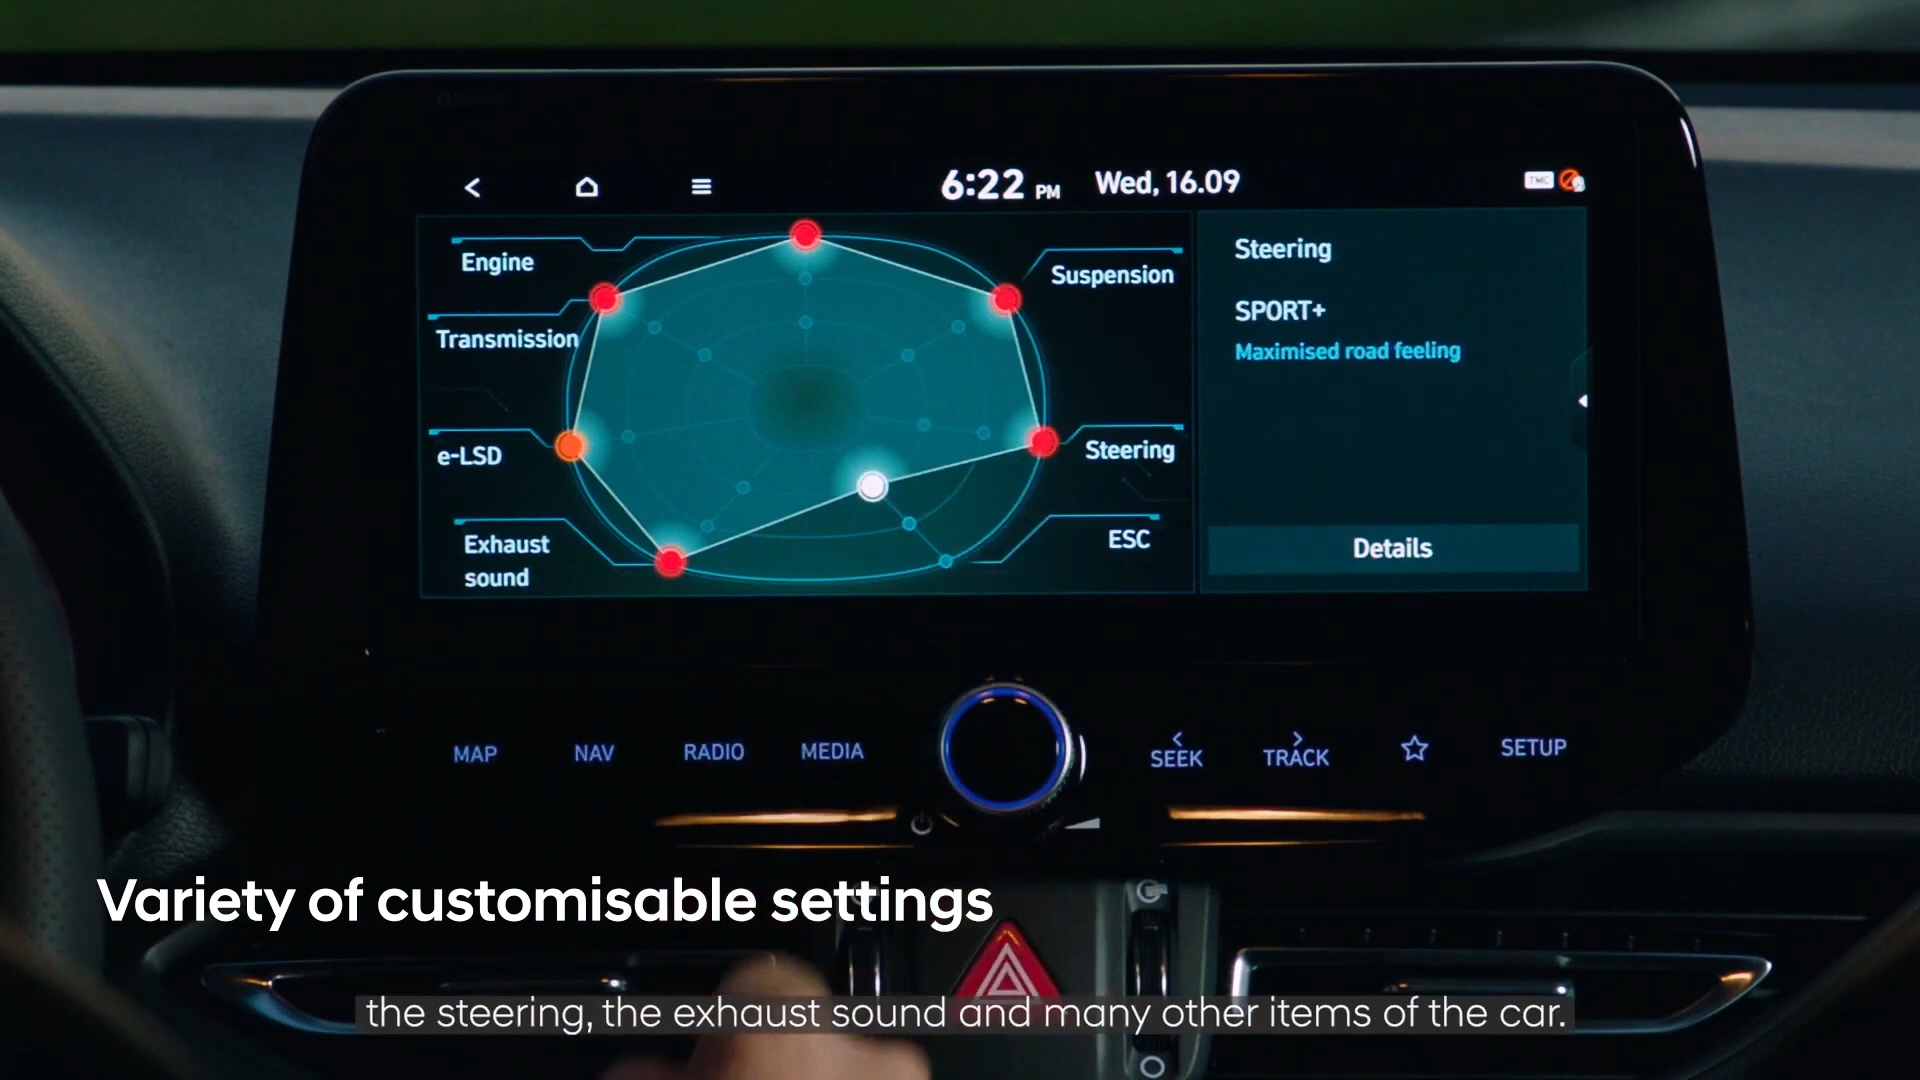 6:22 PM Wed, 16.09
TMC
Engine
Transmission
e-LSD
Exhaust
sound
Suspension
Steering
ESC
Steering
SPORT+
Maximised road feeling
Details
MAP NAV RADIO MEDIA SEEK TRACK SETUP
Variety of customisable settings
the steering, the exhaust sound and many other items of the car.